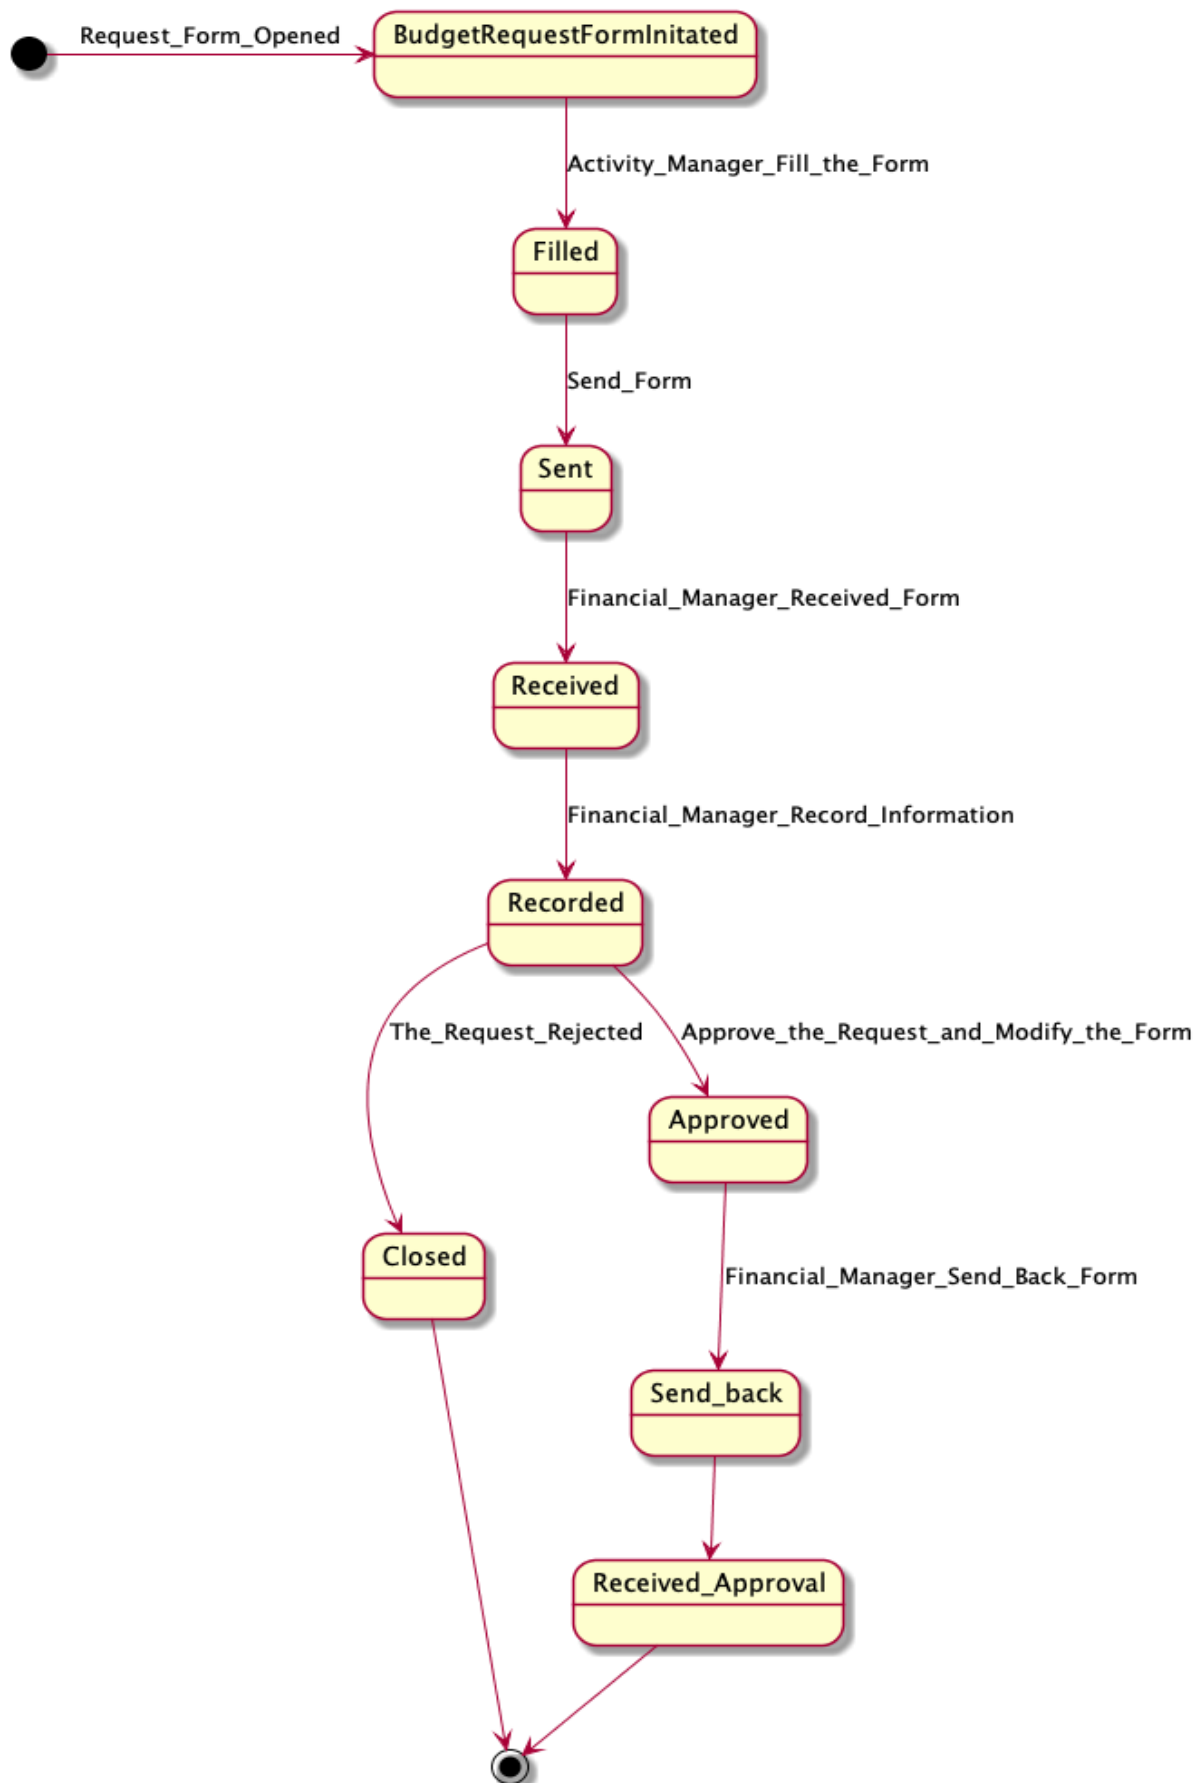 Request_Form_Opened
BudgetRequestFormInitated
Activity_Manager_Fill_the_Form
Filled
Send_Form
Sent
Financial_Manager_Received_Form
Received
Financial_Manager_Record_Information
Recorded
The_Request_Rejected
Approve_the_Request_and_Modify_the_Form
Approved
Closed
Financial_Manager_Send_Back_Form
Send_back
Received_Approval